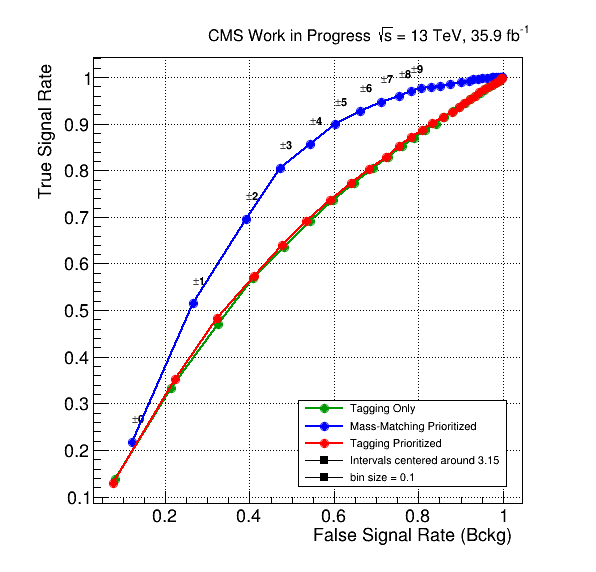 CMS Work in Progress √s = 13 TeV, 35.9 fb⁻¹
True Signal Rate
1
0.9
0.8
0.7
0.6
0.5
0.4
0.3
0.2
0.1
±0
±1
±2
±3
±4
±5
±6
±7
±8
±9
Tagging Only
Mass-Matching Prioritized
Tagging Prioritized
Intervals centered around 3.15
bin size = 0.1
0.2 0.4 0.6 0.8 1
False Signal Rate (Bckg)